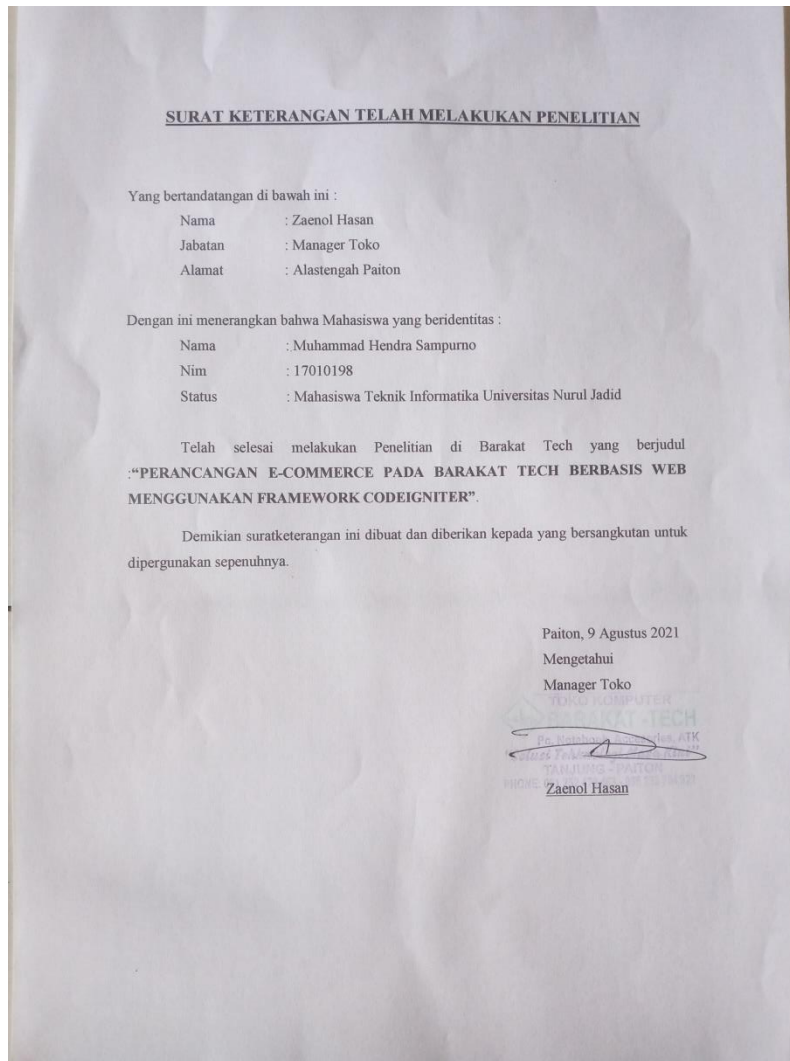 SURAT KETERANGAN TELAH MELAKUKAN PENELITIAN
Yang bertandatangan di bawah ini :
Nama : Zaenol Hasan
Jabatan : Manager Toko
Alamat : Alastengah Paiton
Dengan ini menerangkan bahwa Mahasiswa yang beridentitas :
Nama : Muhammad Hendra Sampurno
Nim : 17010198
Status : Mahasiswa Teknik Informatika Universitas Nurul Jadid
Telah selesai melakukan Penelitian di Barakat Tech yang berjudul
:“PERANCANGAN E-COMMERCE PADA BARAKAT TECH BERBASIS WEB
MENGGUNAKAN FRAMEWORK CODEIGNITER”.
Demikian suratketerangan ini dibuat dan diberikan kepada yang bersangkutan untuk
dipergunakan sepenuhnya.
Paiton, 9 Agustus 2021
Mengetahui
Manager Toko
TOKO KOMPUTER
BARAKAT -TECH
Pc, Notebook, ATK
TANJUNG - PAITON
PHONE
Zaenol Hasan